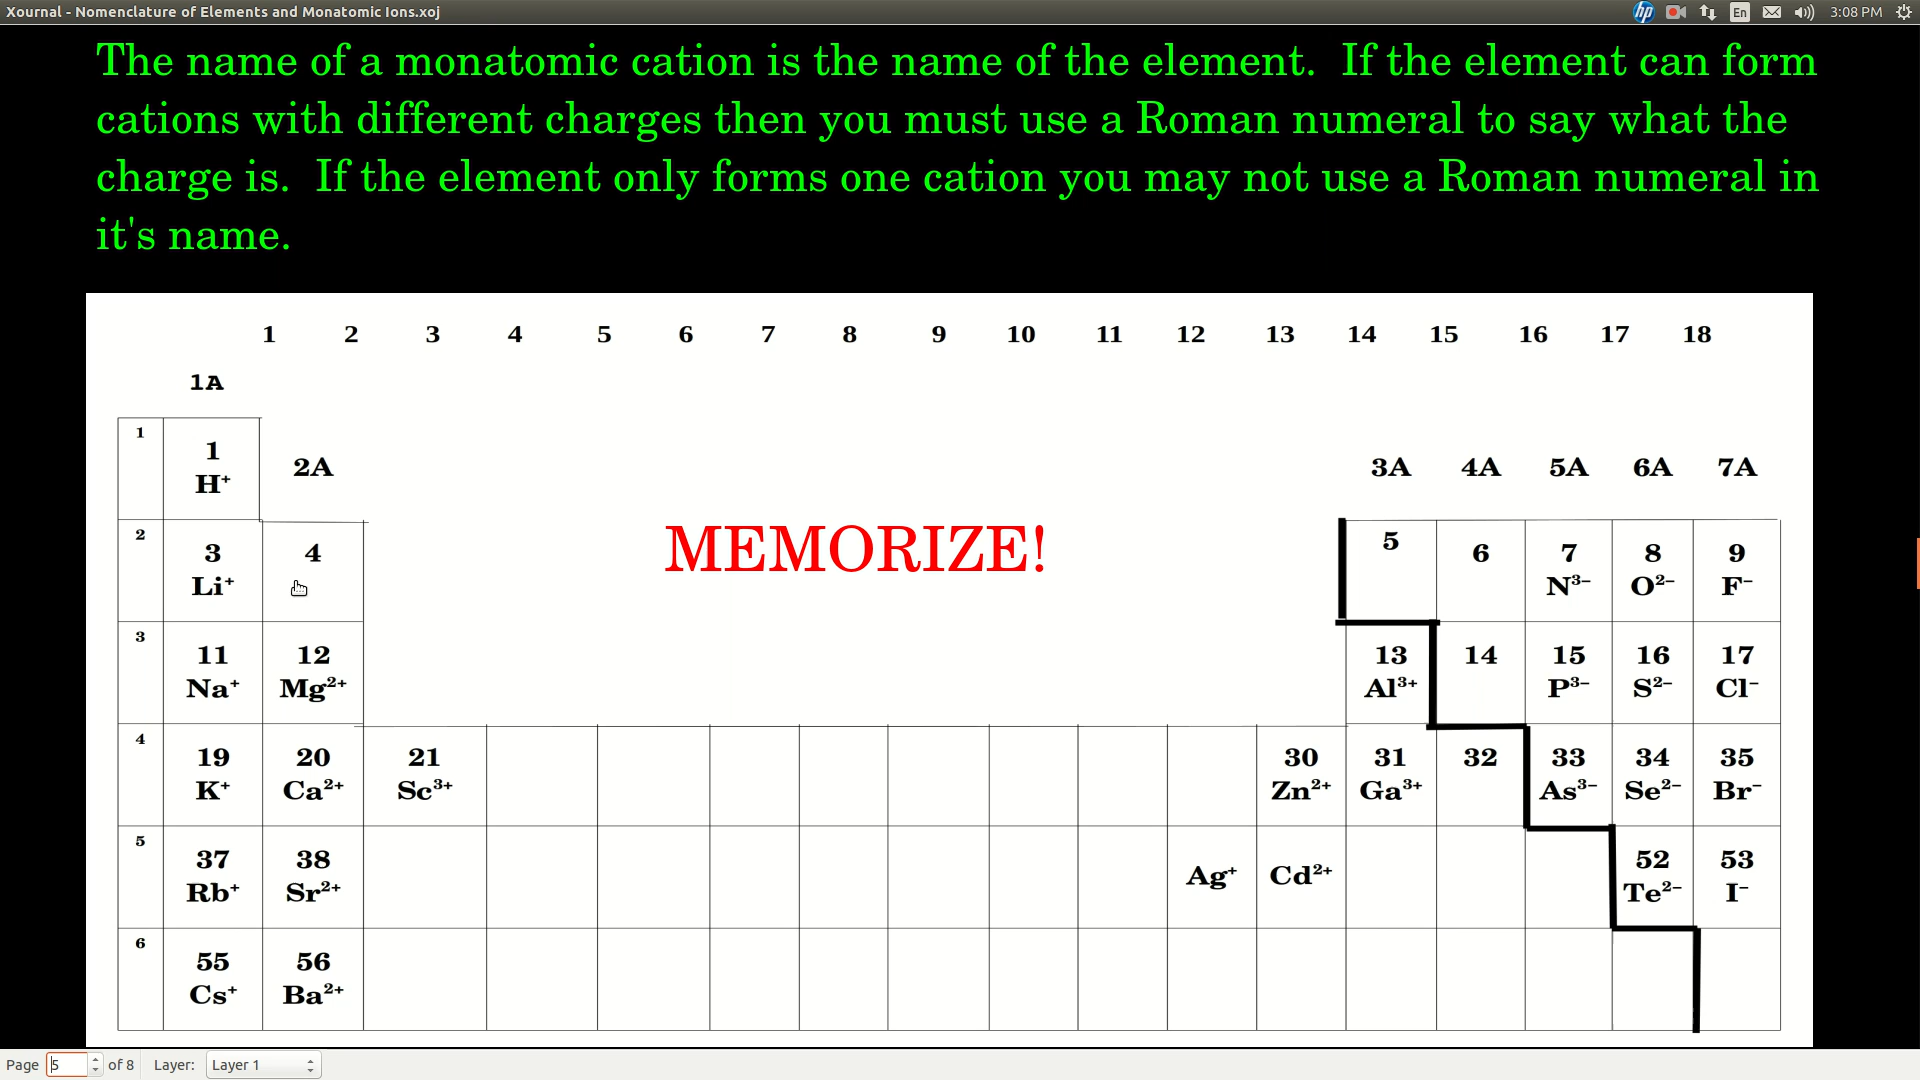 Xournal - Nomenclature of Elements and Monatomic Ions.xoj
hp En 3:08 PM
The name of a monatomic cation is the name of the element. If the element can form
cations with different charges then you must use a Roman numeral to say what the
charge is. If the element only forms one cation you may not use a Roman numeral in
it's name.
1 2 3 4 5 6 7 8 9 10 11 12 13 14 15 16 17 18
1A
1
1
H⁺
2A 3A 4A 5A 6A 7A
MEMORIZE!
2
3 4 5 6 7 8 9
Li⁺ N³⁻ O²⁻ F⁻
3
11 12 13 14 15 16 17
Na⁺ Mg²⁺ Al³⁺ P³⁻ S²⁻ Cl⁻
4
19 20 21 30 31 32 33 34 35
K⁺ Ca²⁺ Sc³⁺ Zn²⁺ Ga³⁺ As³⁻ Se²⁻ Br⁻
5
37 38 52 53
Rb⁺ Sr²⁺ Ag⁺ Cd²⁺ Te²⁻ I⁻
6
55 56
Cs⁺ Ba²⁺
Page 5 of 8 Layer: Layer 1